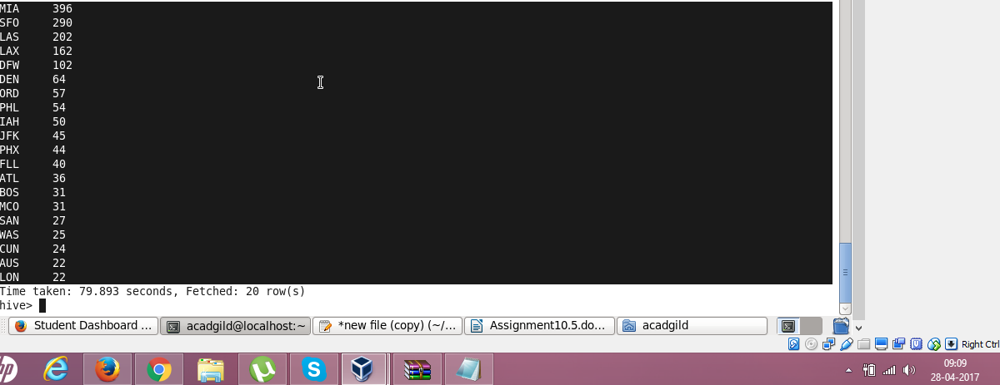 MIA 396
SFO 290
LAS 202
LAX 162
DFW 102
DEN 64
ORD 57
PHL 54
IAH 50
JFK 45
PHX 44
FLL 40
ATL 36
BOS 31
MCO 31
SAN 27
WAS 25
CUN 24
AUS 22
LON 22
Time taken: 79.893 seconds, Fetched: 20 row(s)
hive>
Student Dashboard ... acadgild@localhost:~ *new file (copy) (~/... Assignment10.5.do... acadgild
Right Ctrl
hp
09:09
28-04-2017